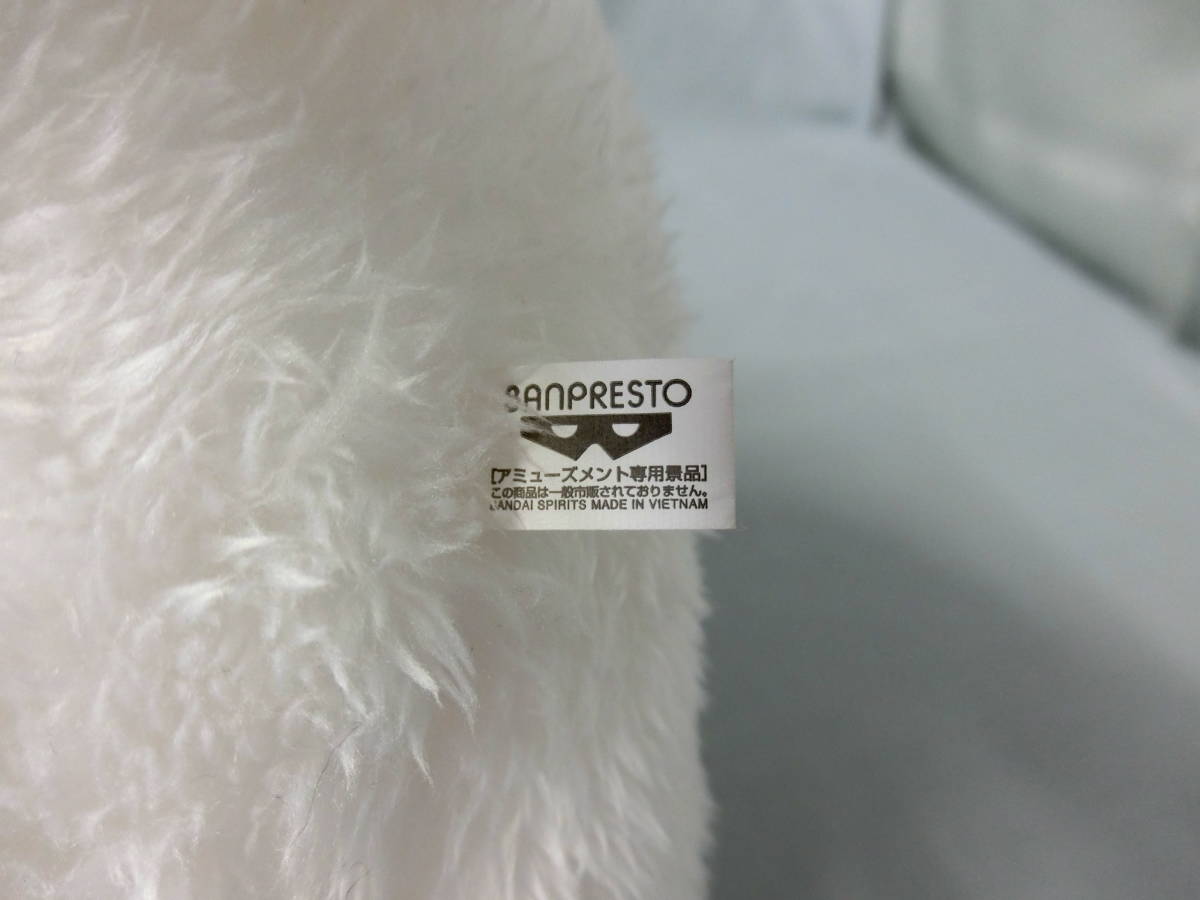 BANPRESTO
[アミューズメント専用景品]
この商品は一般市販されておりません。
BANDAI SPIRITS MADE IN VIETNAM